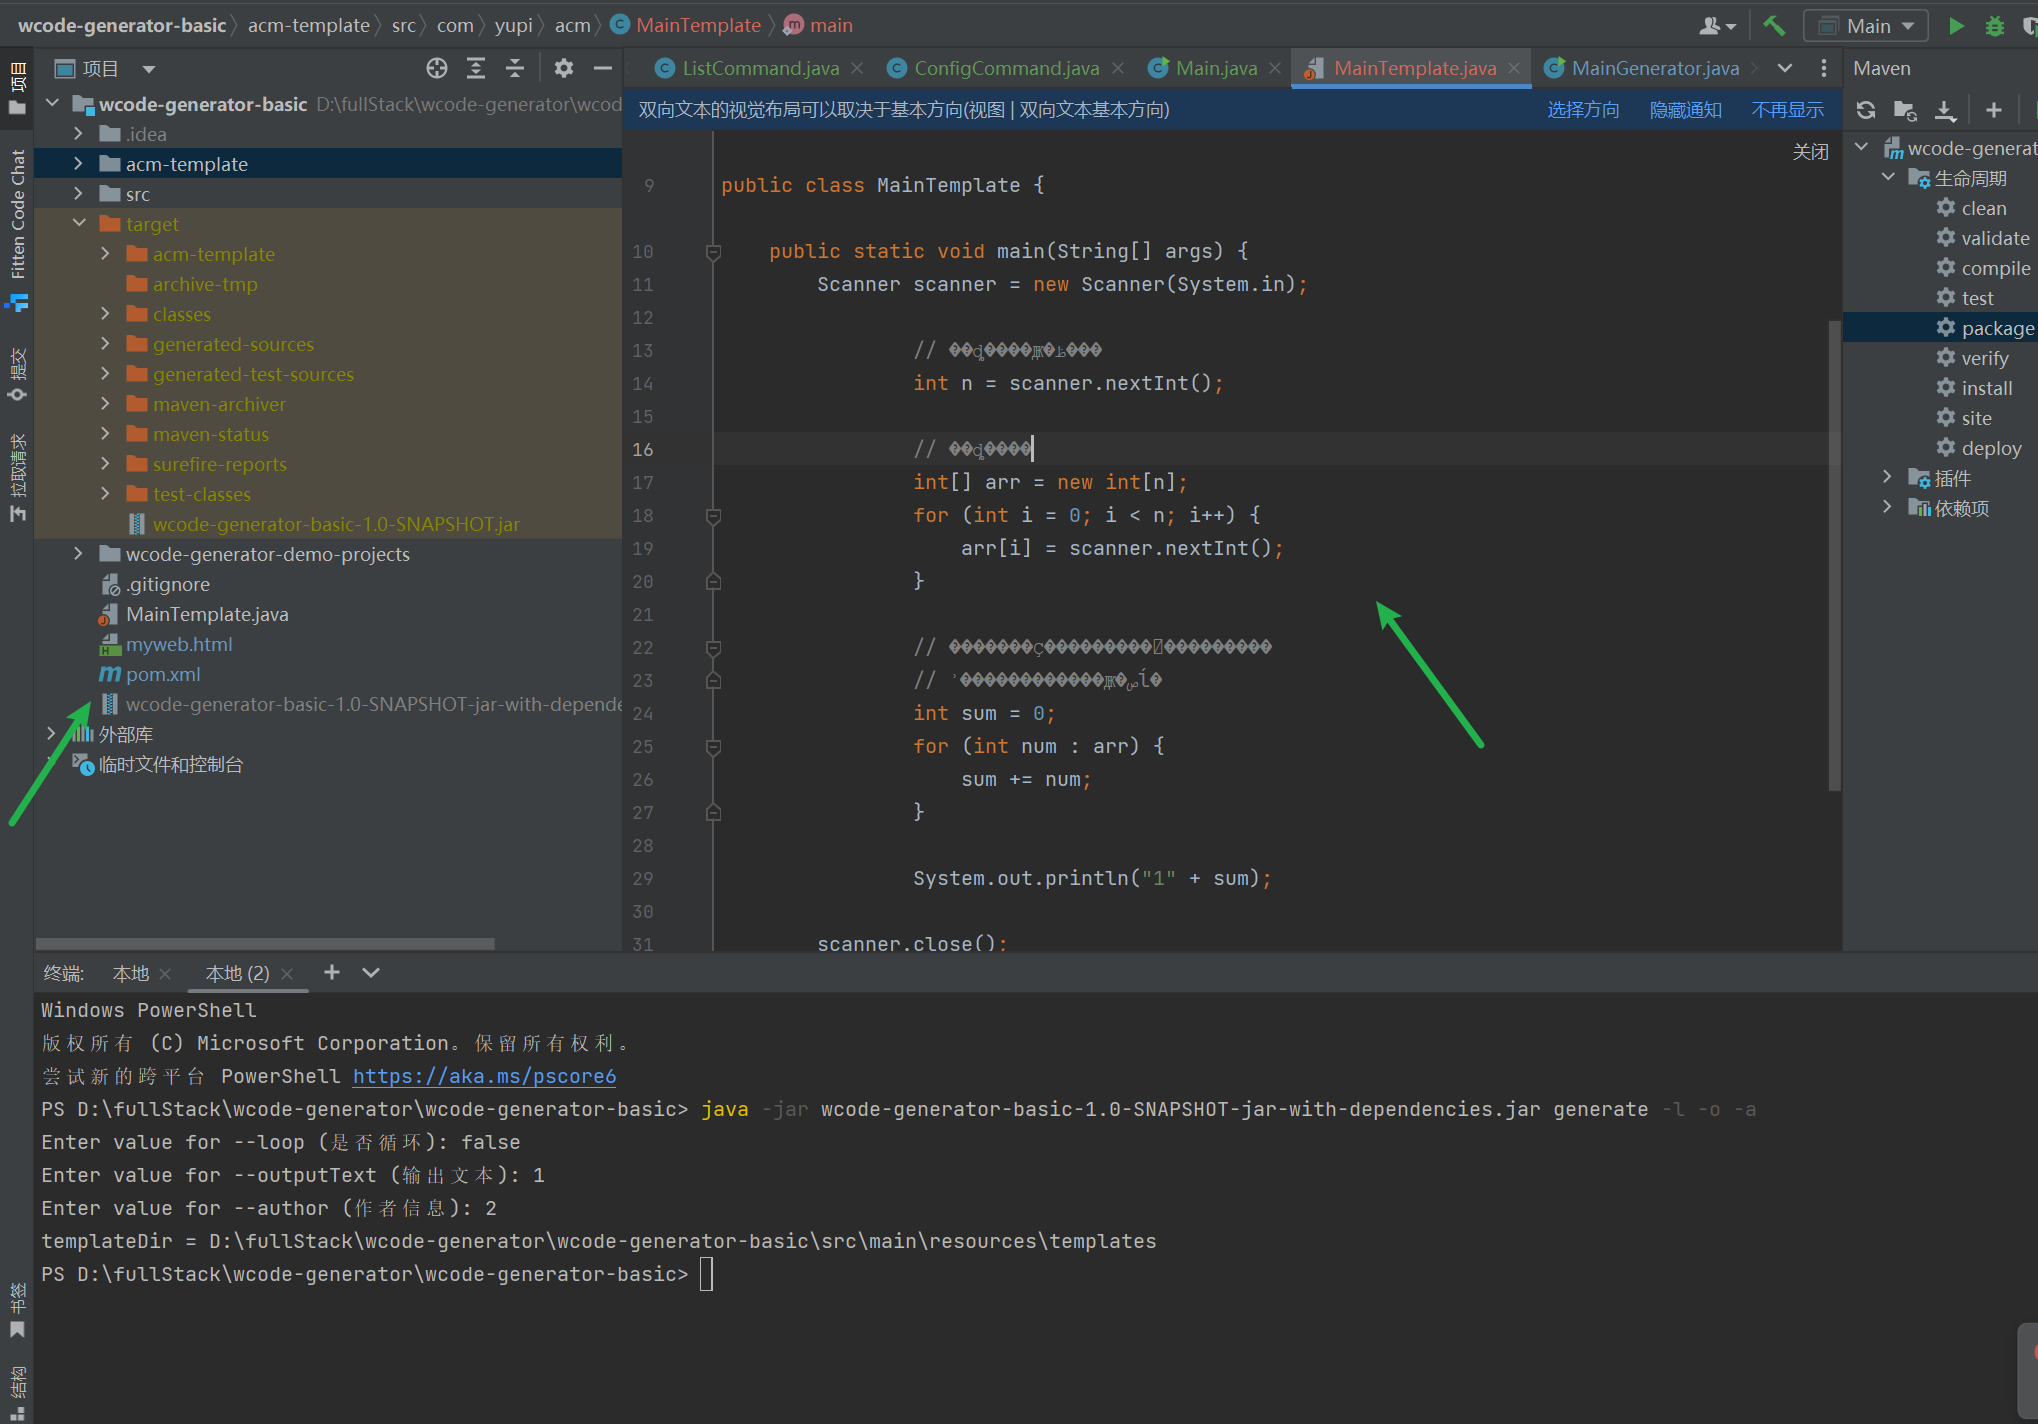 wcode-generator-basic acm-template src com yupi acm MainTemplate main
Main
项目
ListCommand.java ConfigCommand.java Main.java MainTemplate.java MainGenerator.java
Maven
项目
Fitten Code Chat
提交
拉取请求
书签
结构
wcode-generator-basic D:\fullStack\wcode-generator\wcod
.idea
acm-template
src
target
acm-template
archive-tmp
classes
generated-sources
generated-test-sources
maven-archiver
maven-status
surefire-reports
test-classes
wcode-generator-basic-1.0-SNAPSHOT.jar
wcode-generator-demo-projects
.gitignore
MainTemplate.java
myweb.html
pom.xml
wcode-generator-basic-1.0-SNAPSHOT-jar-with-depende
外部库
临时文件和控制台
双向文本的视觉布局可以取决于基本方向(视图 | 双向文本基本方向) 选择方向 隐藏通知 不再显示
关闭
9 public class MainTemplate {
10 public static void main(String[] args) {
11 Scanner scanner = new Scanner(System.in);
12
13 //
14 int n = scanner.nextInt();
15
16 //
17 int[] arr = new int[n];
18 for (int i = 0; i < n; i++) {
19 arr[i] = scanner.nextInt();
20 }
21
22 //
23 //
24 int sum = 0;
25 for (int num : arr) {
26 sum += num;
27 }
28
29 System.out.println("1" + sum);
30
31 scanner.close();
wcode-generat
生命周期
clean
validate
compile
test
package
verify
install
site
deploy
插件
依赖项
终端: 本地 本地 (2)
Windows PowerShell
版权所有 (C) Microsoft Corporation。保留所有权利。
尝试新的跨平台 PowerShell https://aka.ms/pscore6
PS D:\fullStack\wcode-generator\wcode-generator-basic> java -jar wcode-generator-basic-1.0-SNAPSHOT-jar-with-dependencies.jar generate -l -o -a
Enter value for --loop (是否循环): false
Enter value for --outputText (输出文本): 1
Enter value for --author (作者信息): 2
templateDir = D:\fullStack\wcode-generator\wcode-generator-basic\src\main\resources\templates
PS D:\fullStack\wcode-generator\wcode-generator-basic>